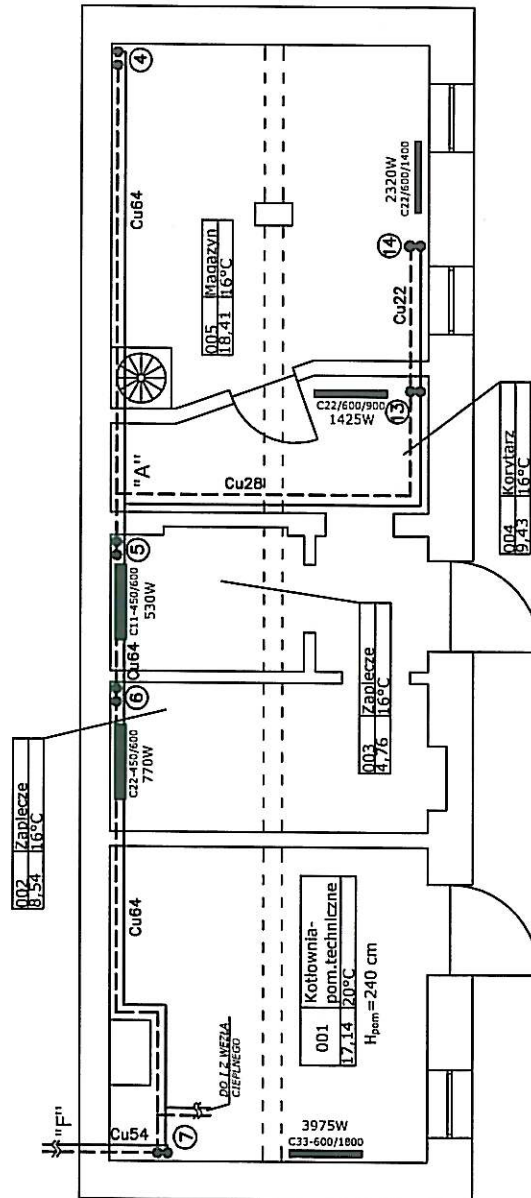 "F"
Cu54
7
DO I Z WĘZŁA
CIEPLNEGO
3975W
C33-600/1800
001
Kotłownia-
pom.techniczne
17,14
20°C
Hpom=240 cm
Cu64
002
Zaplecze
8,54
16°C
C22-450/600
770W
6
Cu64
C11-450/600
530W
5
003
Zaplecze
4,76
16°C
"A"
Cu28
C22/600/900
1425W
13
Cu22
14
004
Korytarz
9,43
16°C
005
Magazyn
18,41
16°C
Cu64
4
2320W
C22/600/1400